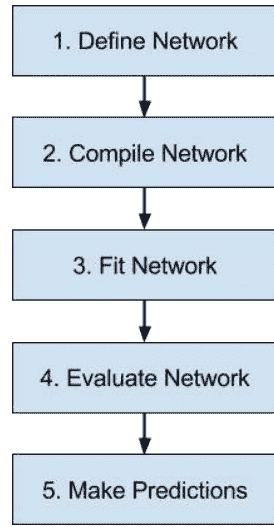 1. Define Network
2. Compile Network
3. Fit Network
4. Evaluate Network
5. Make Predictions